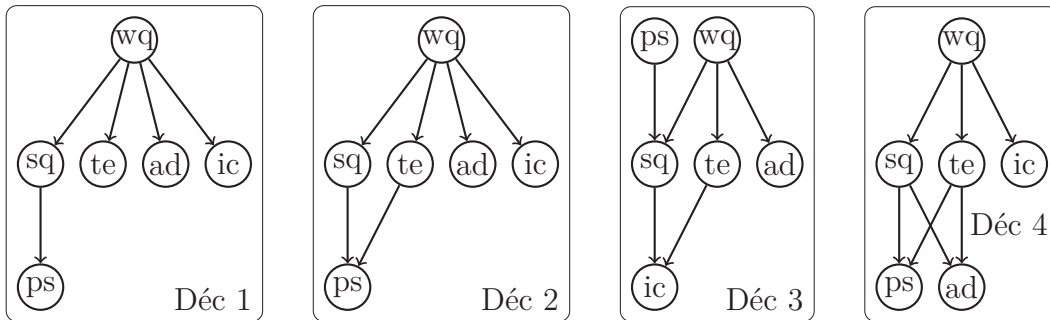 wq
sq te ad ic
ps
Déc 1
wq
sq te ad ic
ps
Déc 2
ps wq
sq te ad
ic
Déc 3
wq
sq te ic
Déc 4
ps ad